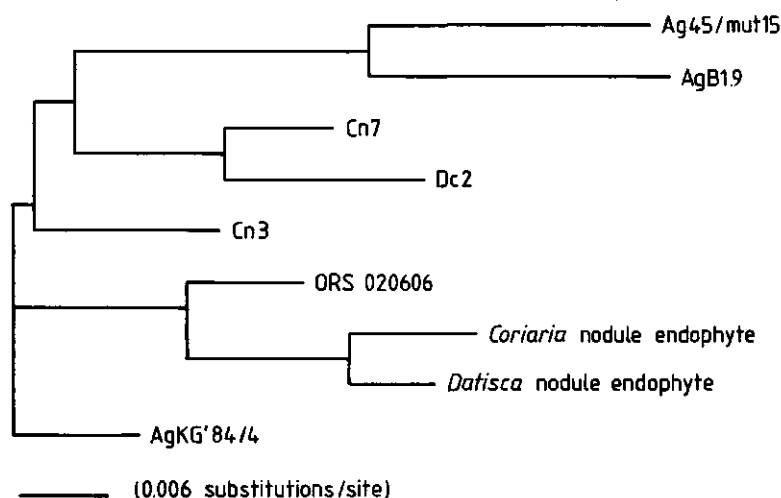 Ag45/mut15
AgB1.9
Cn7
Dc2
Cn3
ORS 020606
Coriaria nodule endophyte
Datisca nodule endophyte
AgKG'84/4
(0.006 substitutions/site)